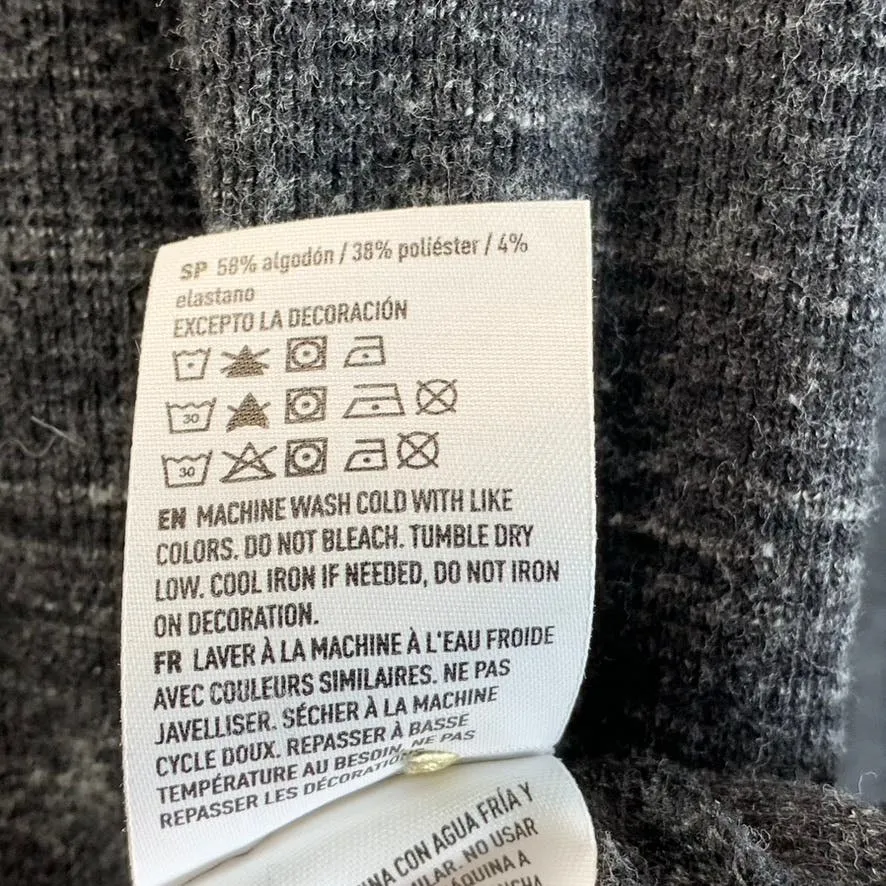 SP 58% algodón / 38% poliéster / 4%
elastano
EXCEPTO LA DECORACIÓN
30
30
EN MACHINE WASH COLD WITH LIKE
COLORS. DO NOT BLEACH. TUMBLE DRY
LOW. COOL IRON IF NEEDED, DO NOT IRON
ON DECORATION.
FR LAVER À LA MACHINE À L'EAU FROIDE
AVEC COULEURS SIMILAIRES. NE PAS
JAVELLISER. SÉCHER À LA MACHINE
CYCLE DOUX. REPASSER À BASSE
TEMPÉRATURE AU BESOIN, NE PAS
REPASSER LES
CON AGUA FRÍA Y
NO USAR
A